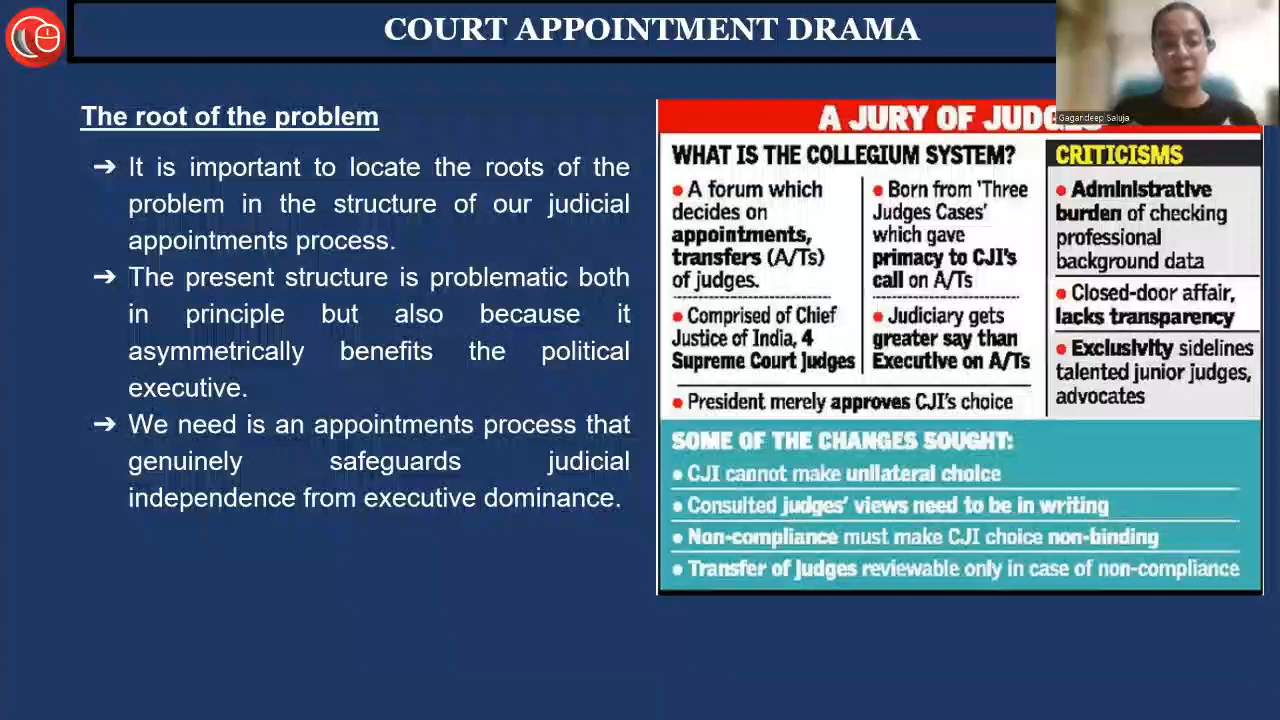 COURT APPOINTMENT DRAMA
Gagandeep Saluja
The root of the problem
➔ It is important to locate the roots of the
problem in the structure of our judicial
appointments process.
➔ The present structure is problematic both
in principle but also because it
asymmetrically benefits the political
executive.
➔ We need is an appointments process that
genuinely safeguards judicial
independence from executive dominance.
A JURY OF
WHAT IS THE COLLEGIUM SYSTEM?
• A forum which
decides on
appointments,
transfers (A/Ts)
of judges.
• Comprised of Chief
Justice of India, 4
Supreme Court Judges
• Born from 'Three
Judges Cases'
which gave
primacy to CJI's
call on A/Ts
• Judiciary gets
greater say than
Executive on A/Ts
• President merely approves CJI's choice
CRITICISMS
• Administrative
burden of checking
professional
background data
• Closed-door affair,
lacks transparency
• Exclusivity sidelines
talented junior judges,
advocates
SOME OF THE CHANGES SOUGHT:
• CJI cannot make unilateral choice
• Consulted judges' views need to be in writing
• Non-compliance must make CJI choice non-binding
• Transfer of judges reviewable only in case of non-compliance